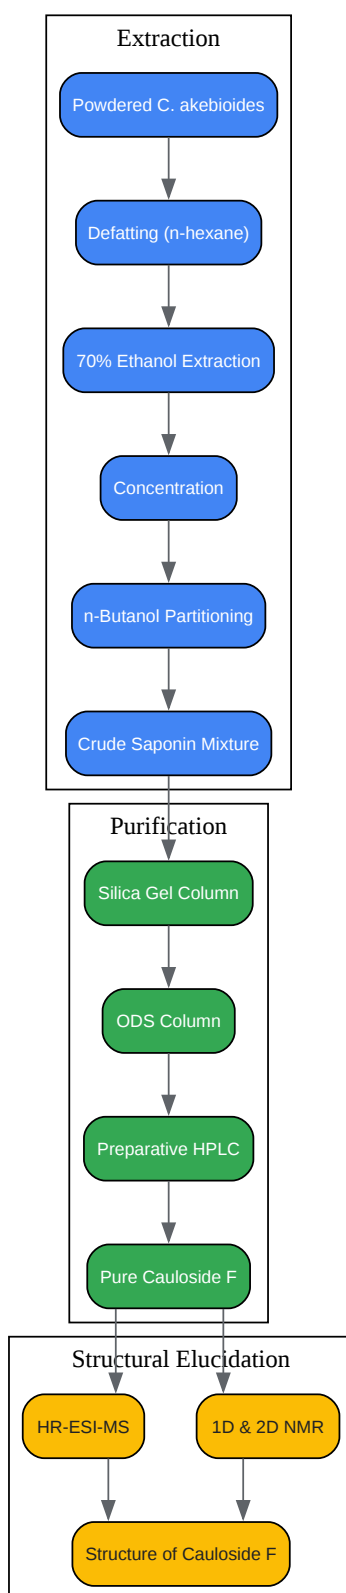 Extraction
Powdered C. akebioides
Defatting (n-hexane)
70% Ethanol Extraction
Concentration
n-Butanol Partitioning
Crude Saponin Mixture
Purification
Silica Gel Column
ODS Column
Preparative HPLC
Pure Cauloside F
Structural Elucidation
HR-ESI-MS
1D & 2D NMR
Structure of Cauloside F